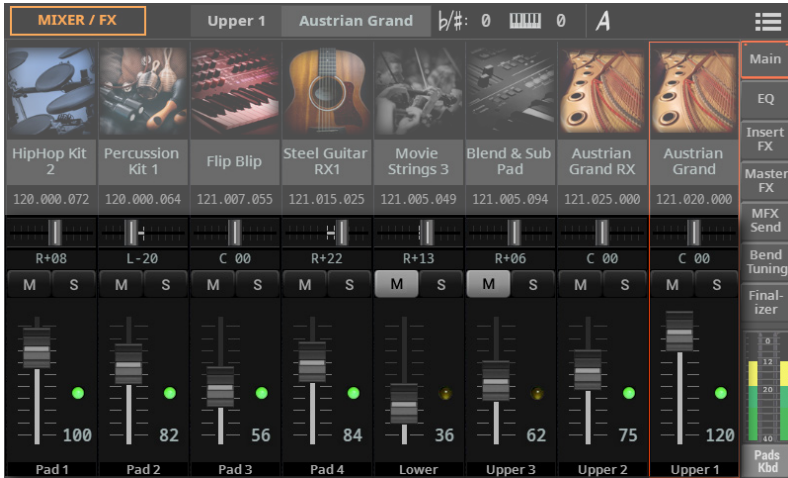 MIXER / FX
Upper 1
Austrian Grand
b/#: 0
0
A
HipHop Kit
2
Percussion
Kit 1
Flip Blip
Steel Guitar
RX1
Movie
Strings 3
Blend & Sub
Pad
Austrian
Grand RX
Austrian
Grand
120.000.072
120.000.064
121.007.055
121.015.025
121.005.049
121.005.094
121.025.000
121.020.000
R+08
L-20
C 00
R+22
R+13
R+06
C 00
C 00
M S
M S
M S
M S
M S
M S
M S
M S
100
82
56
84
36
62
75
120
Pad 1
Pad 2
Pad 3
Pad 4
Lower
Upper 3
Upper 2
Upper 1
Main
EQ
Insert
FX
Master
FX
MFX
Send
Bend
Tuning
Final-
izer
0
12
20
40
Pads
Kbd